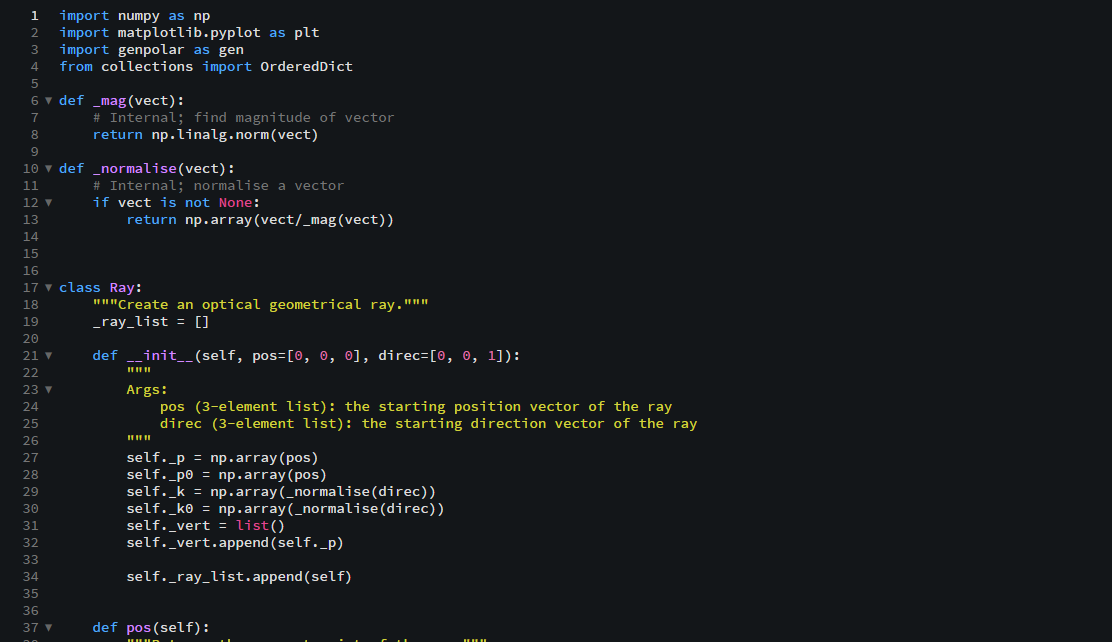 1 import numpy as np
2 import matplotlib.pyplot as plt
3 import genpolar as gen
4 from collections import OrderedDict
5
6 def _mag(vect):
7 # Internal; find magnitude of vector
8 return np.linalg.norm(vect)
9
10 def _normalise(vect):
11 # Internal; normalise a vector
12 if vect is not None:
13 return np.array(vect/_mag(vect))
14
15
16
17 class Ray:
18 """Create an optical geometrical ray."""
19 _ray_list = []
20
21 def __init__(self, pos=[0, 0, 0], direc=[0, 0, 1]):
22 """
23 Args:
24 pos (3-element list): the starting position vector of the ray
25 direc (3-element list): the starting direction vector of the ray
26 """
27 self._p = np.array(pos)
28 self._p0 = np.array(pos)
29 self._k = np.array(_normalise(direc))
30 self._k0 = np.array(_normalise(direc))
31 self._vert = list()
32 self._vert.append(self._p)
33
34 self._ray_list.append(self)
35
36
37 def pos(self):